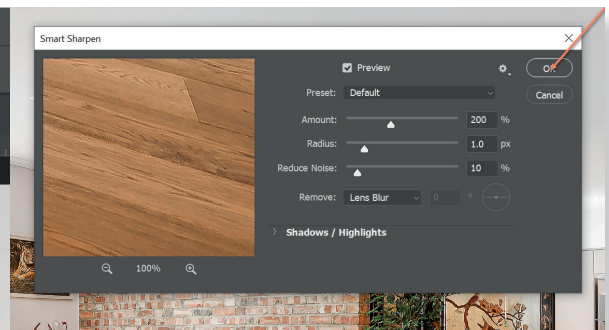 Smart Sharpen
Preview
OK
Preset: Default
Cancel
Amount: 200 %
Radius: 1.0 px
Reduce Noise: 10 %
Remove: Lens Blur 0 °
Shadows / Highlights
100%